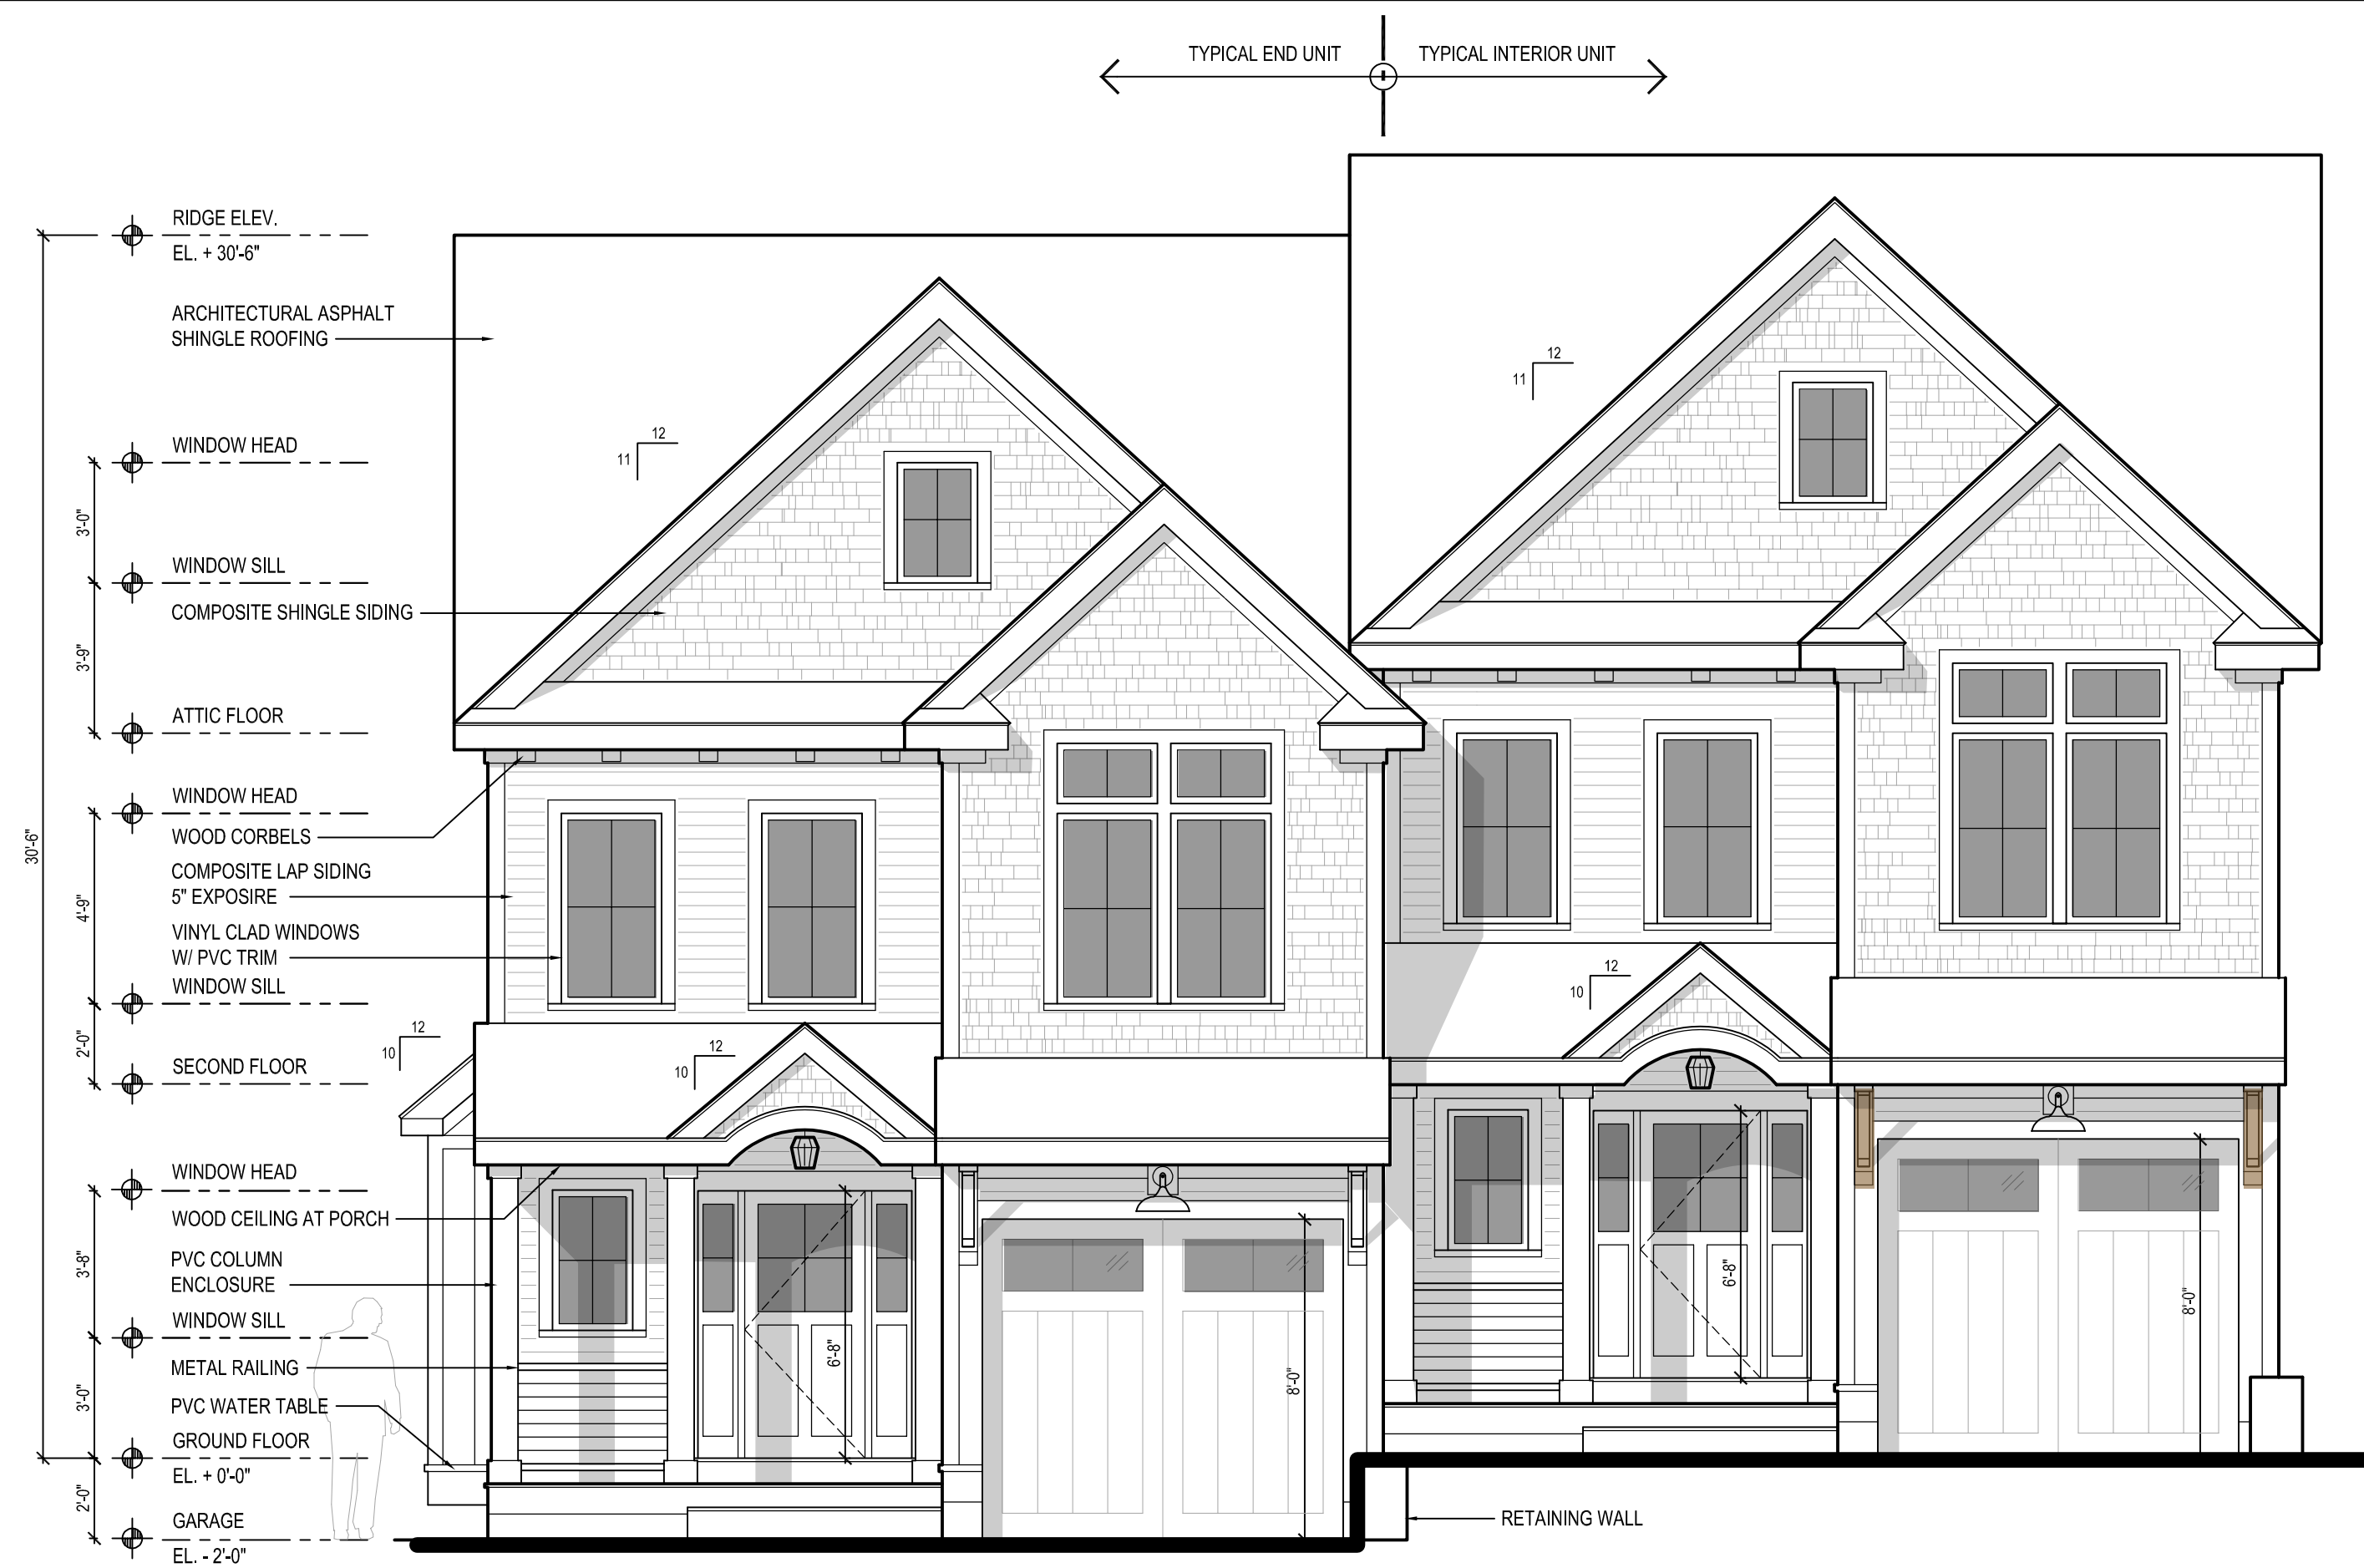 TYPICAL END UNIT
TYPICAL INTERIOR UNIT
RIDGE ELEV.
EL. + 30'-6"
ARCHITECTURAL ASPHALT
SHINGLE ROOFING
WINDOW HEAD
3'-0"
WINDOW SILL
COMPOSITE SHINGLE SIDING
3'-9"
ATTIC FLOOR
WINDOW HEAD
WOOD CORBELS
30'-6"
COMPOSITE LAP SIDING
5" EXPOSIRE
4'-9"
VINYL CLAD WINDOWS
W/ PVC TRIM
WINDOW SILL
2'-0"
SECOND FLOOR
WINDOW HEAD
WOOD CEILING AT PORCH
3'-8"
PVC COLUMN
ENCLOSURE
WINDOW SILL
METAL RAILING
3'-0"
PVC WATER TABLE
GROUND FLOOR
EL. + 0'-0"
2'-0"
GARAGE
EL. - 2'-0"
12
11
12
11
12
10
12
10
12
10
6'-8"
8'-0"
6'-8"
8'-0"
RETAINING WALL